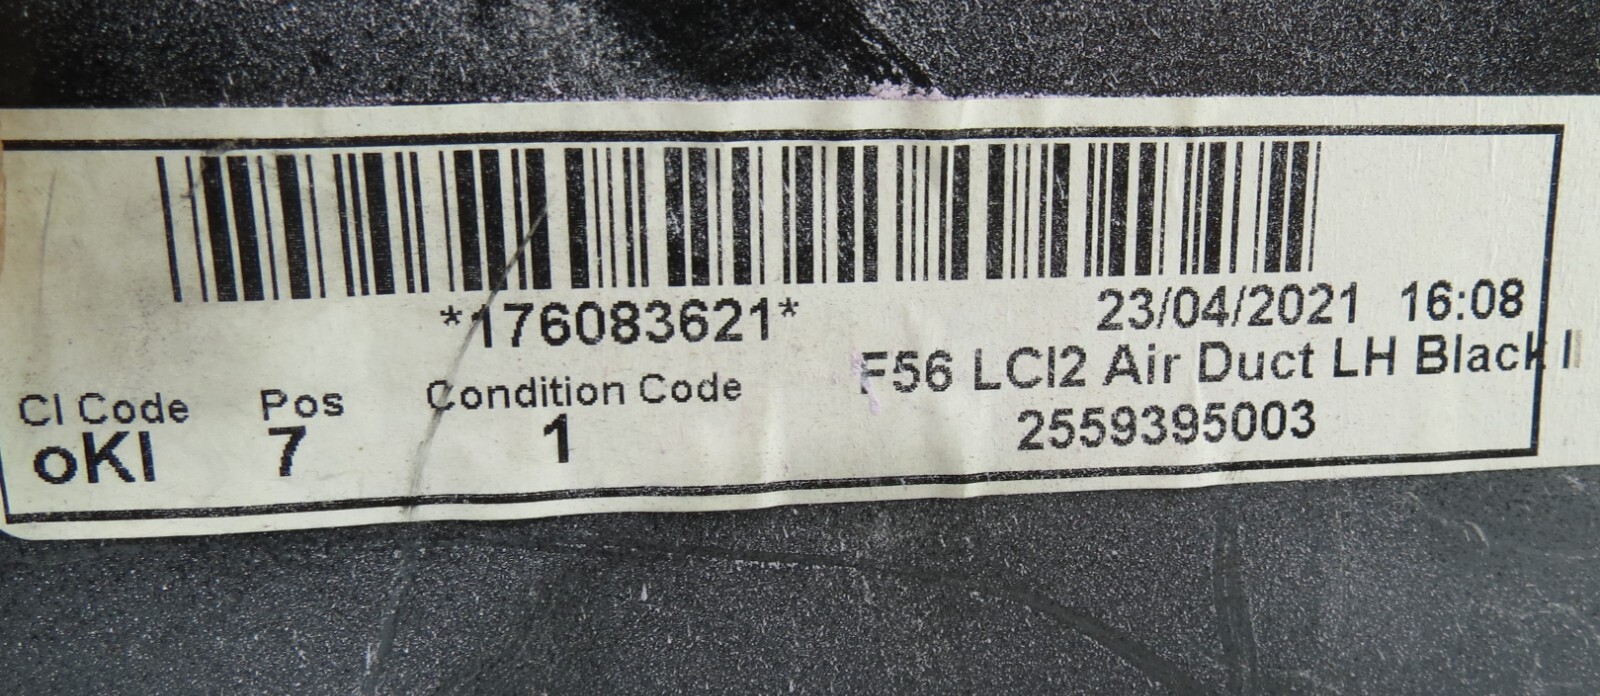 *176083621*
23/04/2021 16:08
F56 LCI2 Air Duct LH Black I
2559395003
CI Code Pos Condition Code
oKI 7 1